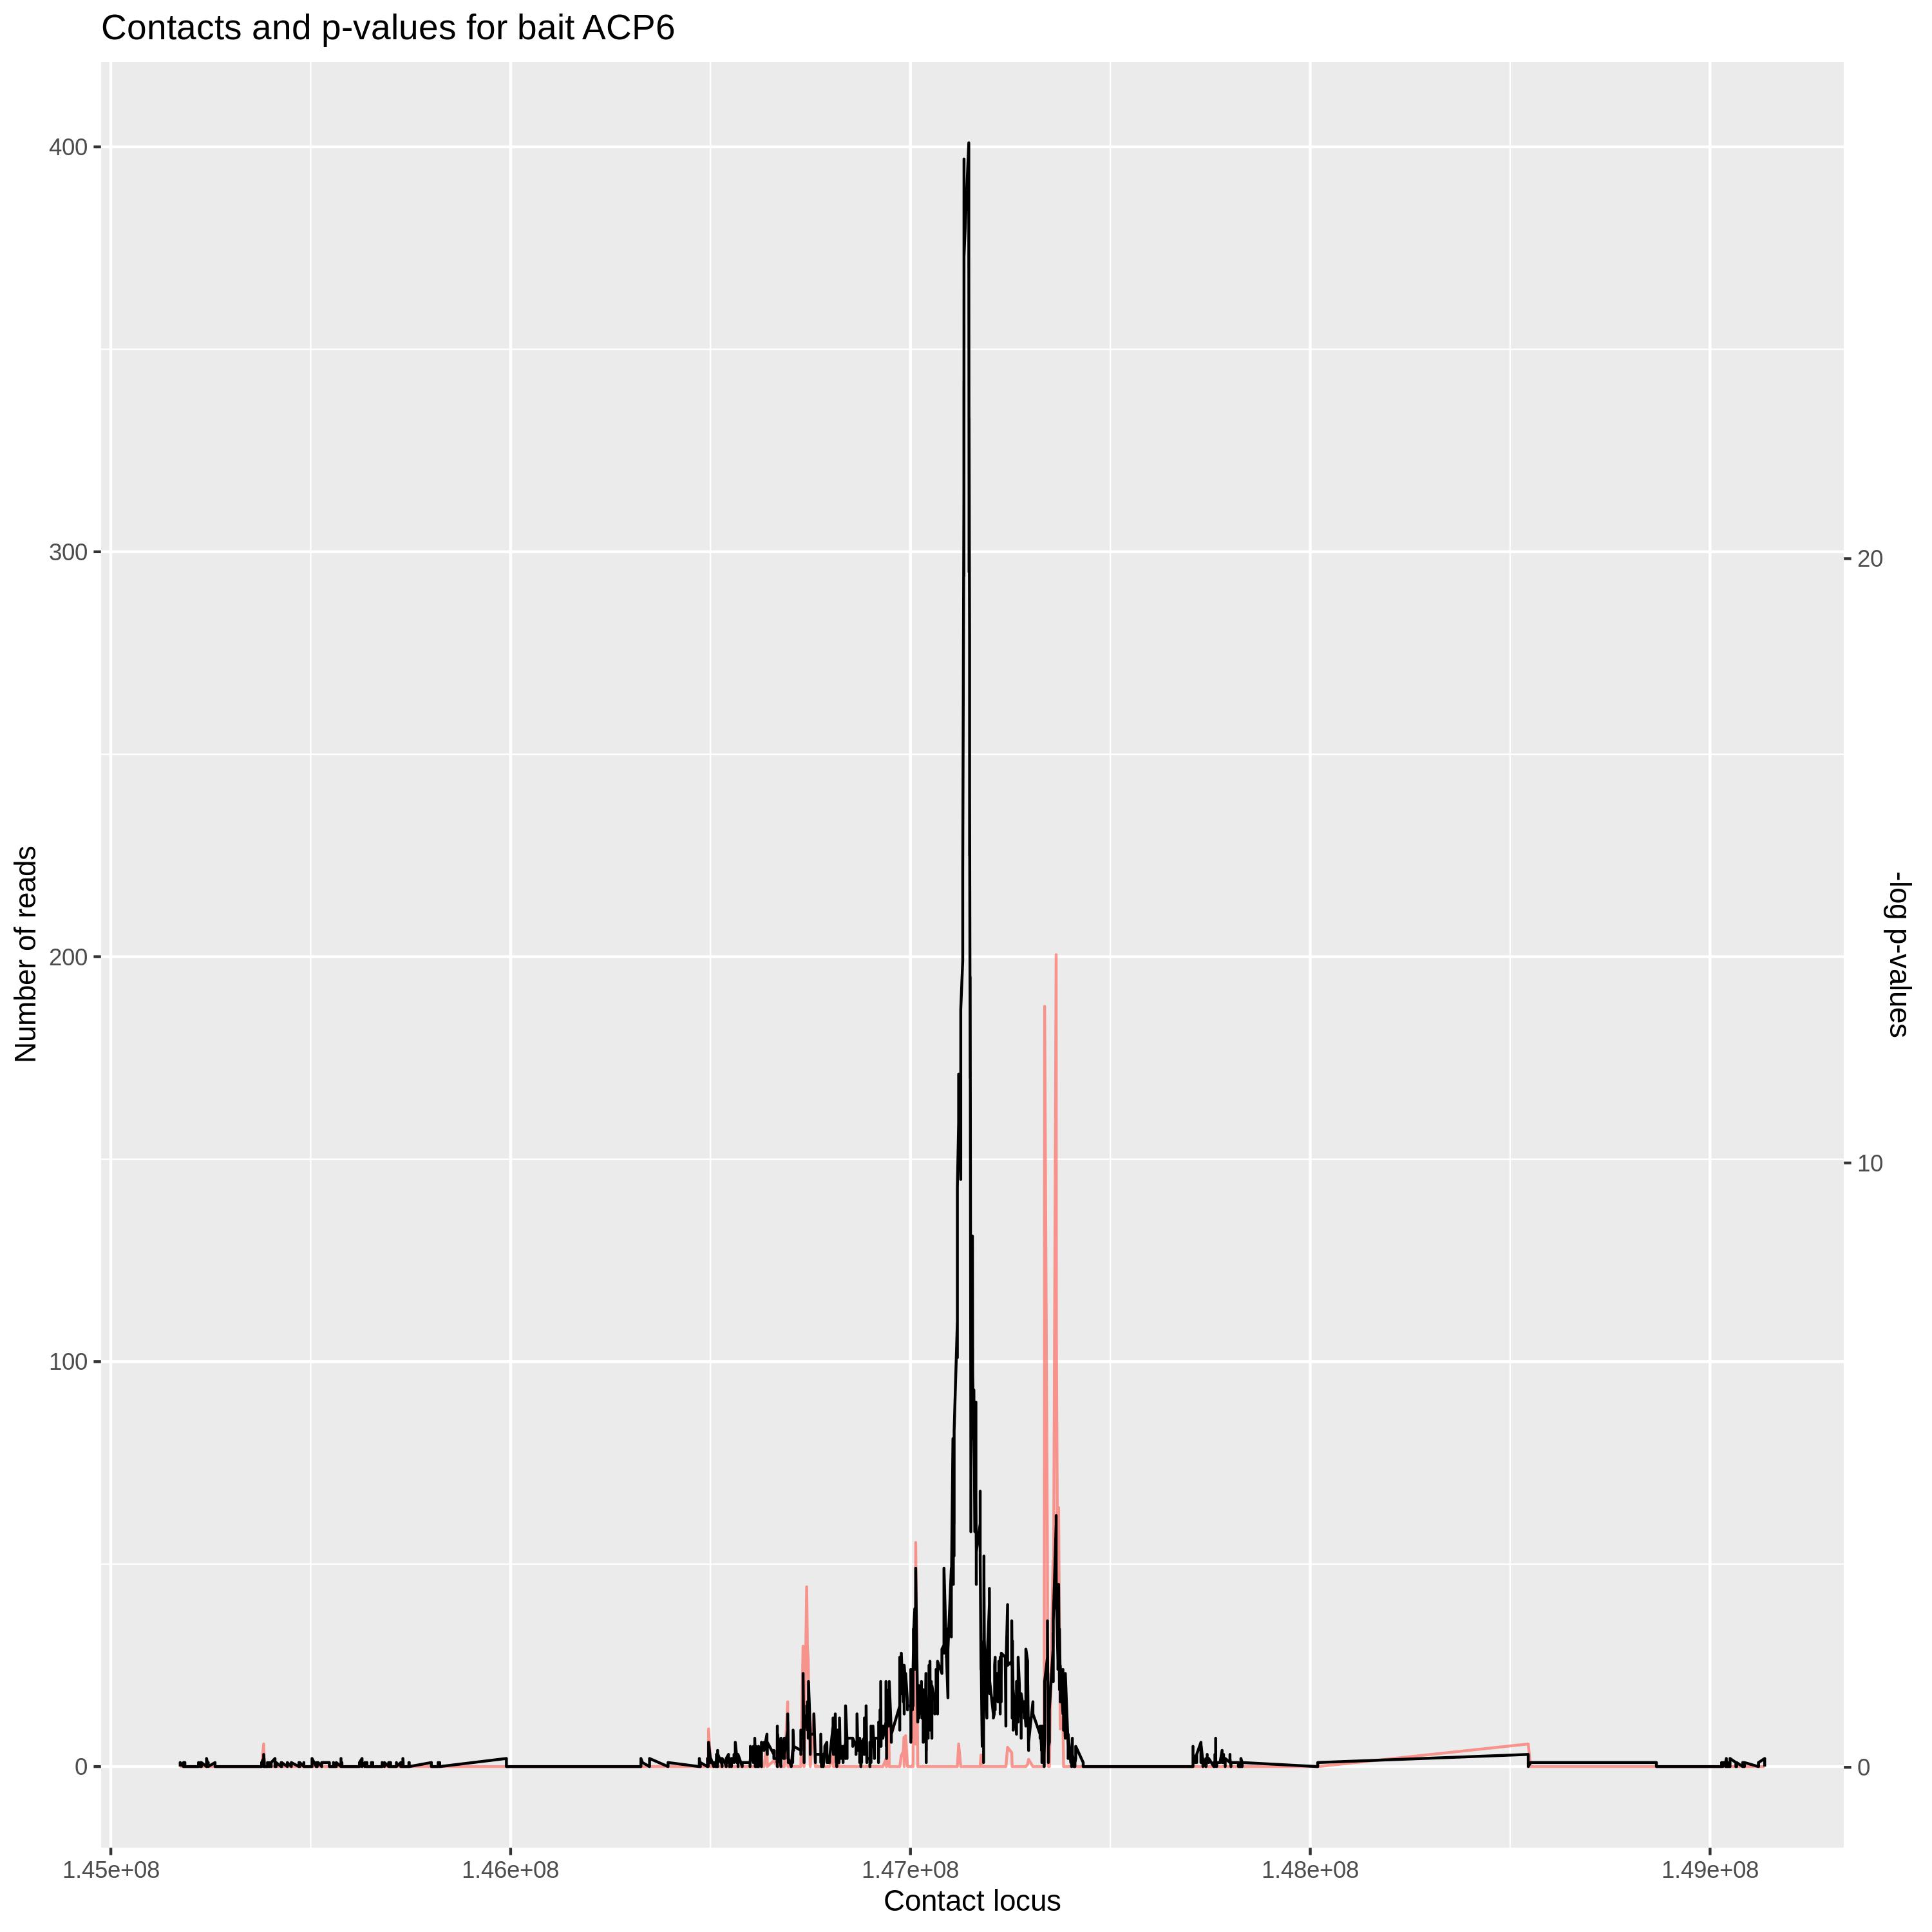 Contacts and p-values for bait ACP6
400
300
200
100
0
Number of reads
20
10
0
-log p-values
1.45e+08
1.46e+08
1.47e+08
1.48e+08
1.49e+08
Contact locus